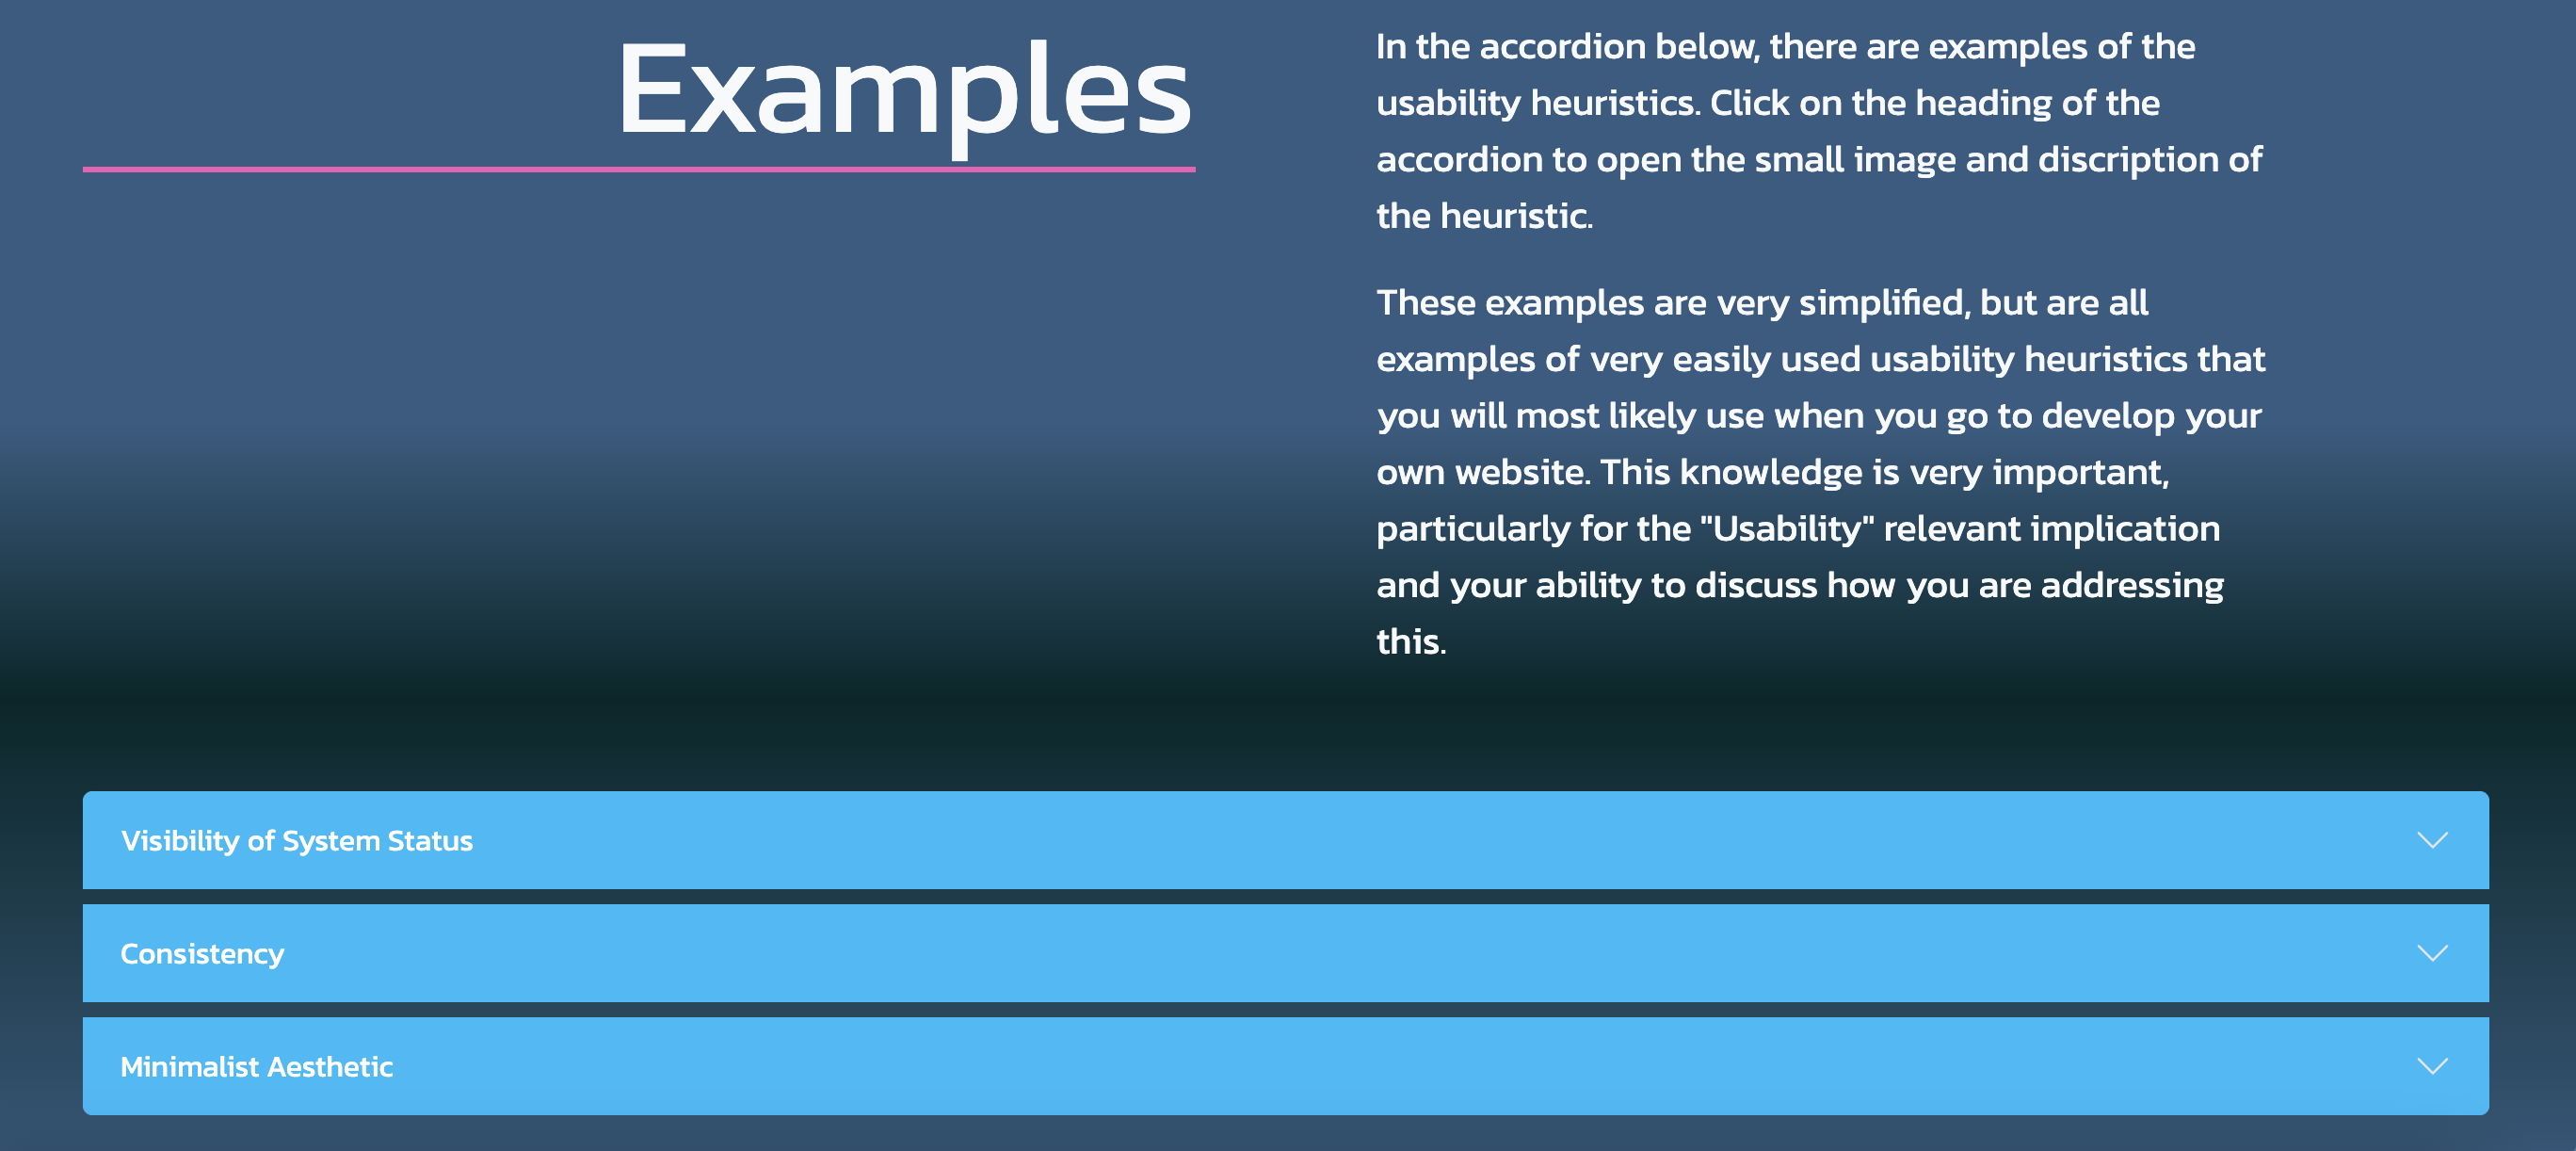 Examples
In the accordion below, there are examples of the
usability heuristics. Click on the heading of the
accordion to open the small image and discription of
the heuristic.
These examples are very simplified, but are all
examples of very easily used usability heuristics that
you will most likely use when you go to develop your
own website. This knowledge is very important,
particularly for the "Usability" relevant implication
and your ability to discuss how you are addressing
this.
Visibility of System Status
Consistency
Minimalist Aesthetic